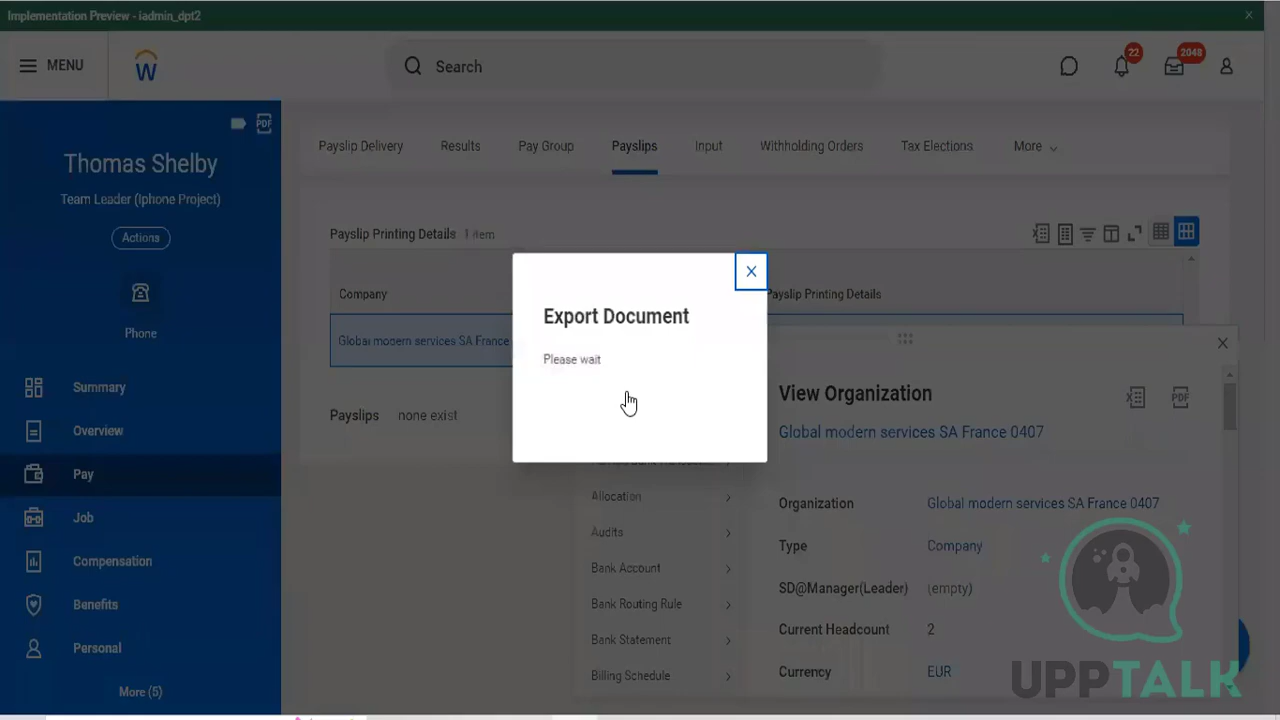 Implementation Preview - iadmin_dpt2
MENU
W
Search
22
2048
PDF
Thomas Shelby
Team Leader (Iphone Project)
Actions
Phone
Summary
Overview
Pay
Job
Compensation
Benefits
Personal
More (5)
Payslip Delivery
Results
Pay Group
Payslips
Input
Withholding Orders
Tax Elections
More
Payslip Printing Details 1 item
Company
Payslip Printing Details
Global modern services SA France
Payslips none exist
Export Document
Please wait
Allocation
Audits
Bank Account
Bank Routing Rule
Bank Statement
Billing Schedule
View Organization
PDF
Global modern services SA France 0407
Organization Global modern services SA France 0407
Type Company
SD@Manager(Leader) (empty)
Current Headcount 2
Currency EUR
UPPTALK